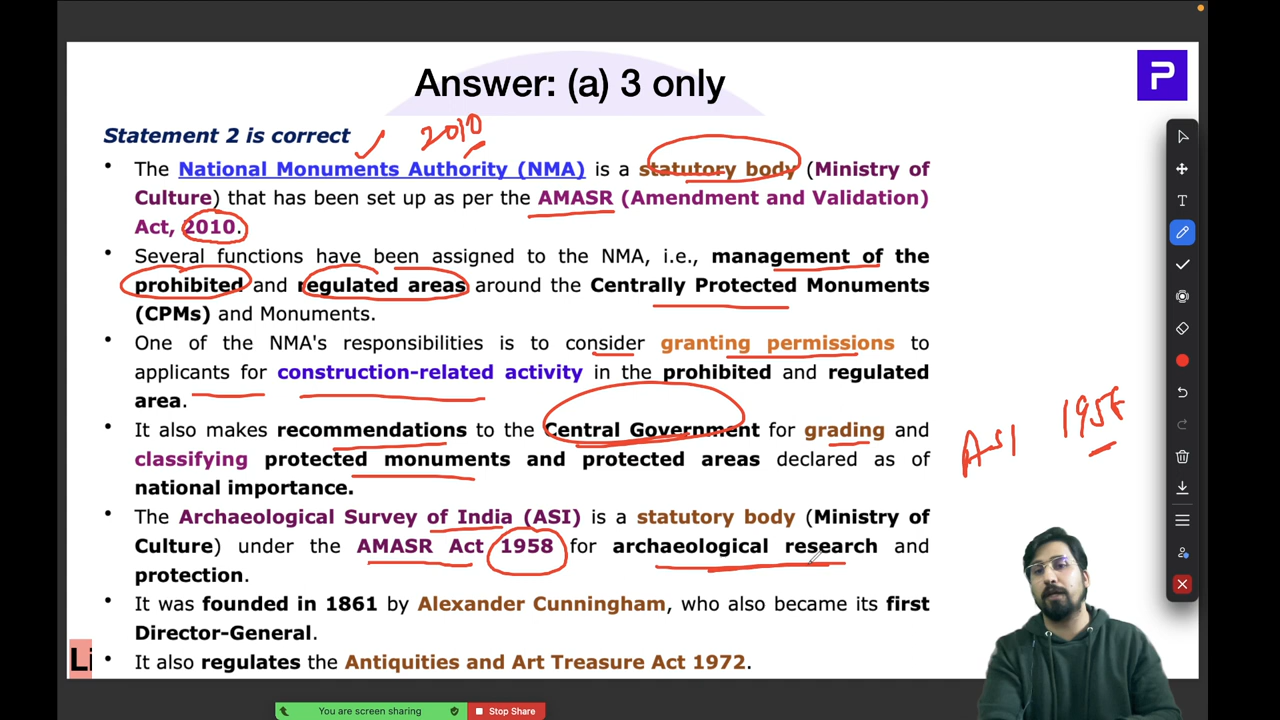 Answer: (a) 3 only
P
Statement 2 is correct
2010
• The National Monuments Authority (NMA) is a statutory body (Ministry of
Culture) that has been set up as per the AMASR (Amendment and Validation)
Act, 2010.
• Several functions have been assigned to the NMA, i.e., management of the
prohibited and regulated areas around the Centrally Protected Monuments
(CPMs) and Monuments.
• One of the NMA's responsibilities is to consider granting permissions to
applicants for construction-related activity in the prohibited and regulated
area.
• It also makes recommendations to the Central Government for grading and
classifying protected monuments and protected areas declared as of
national importance.
ASI 1958
• The Archaeological Survey of India (ASI) is a statutory body (Ministry of
Culture) under the AMASR Act 1958 for archaeological research and
protection.
• It was founded in 1861 by Alexander Cunningham, who also became its first
Director-General.
Li
• It also regulates the Antiquities and Art Treasure Act 1972.
T
You are screen sharing Stop Share